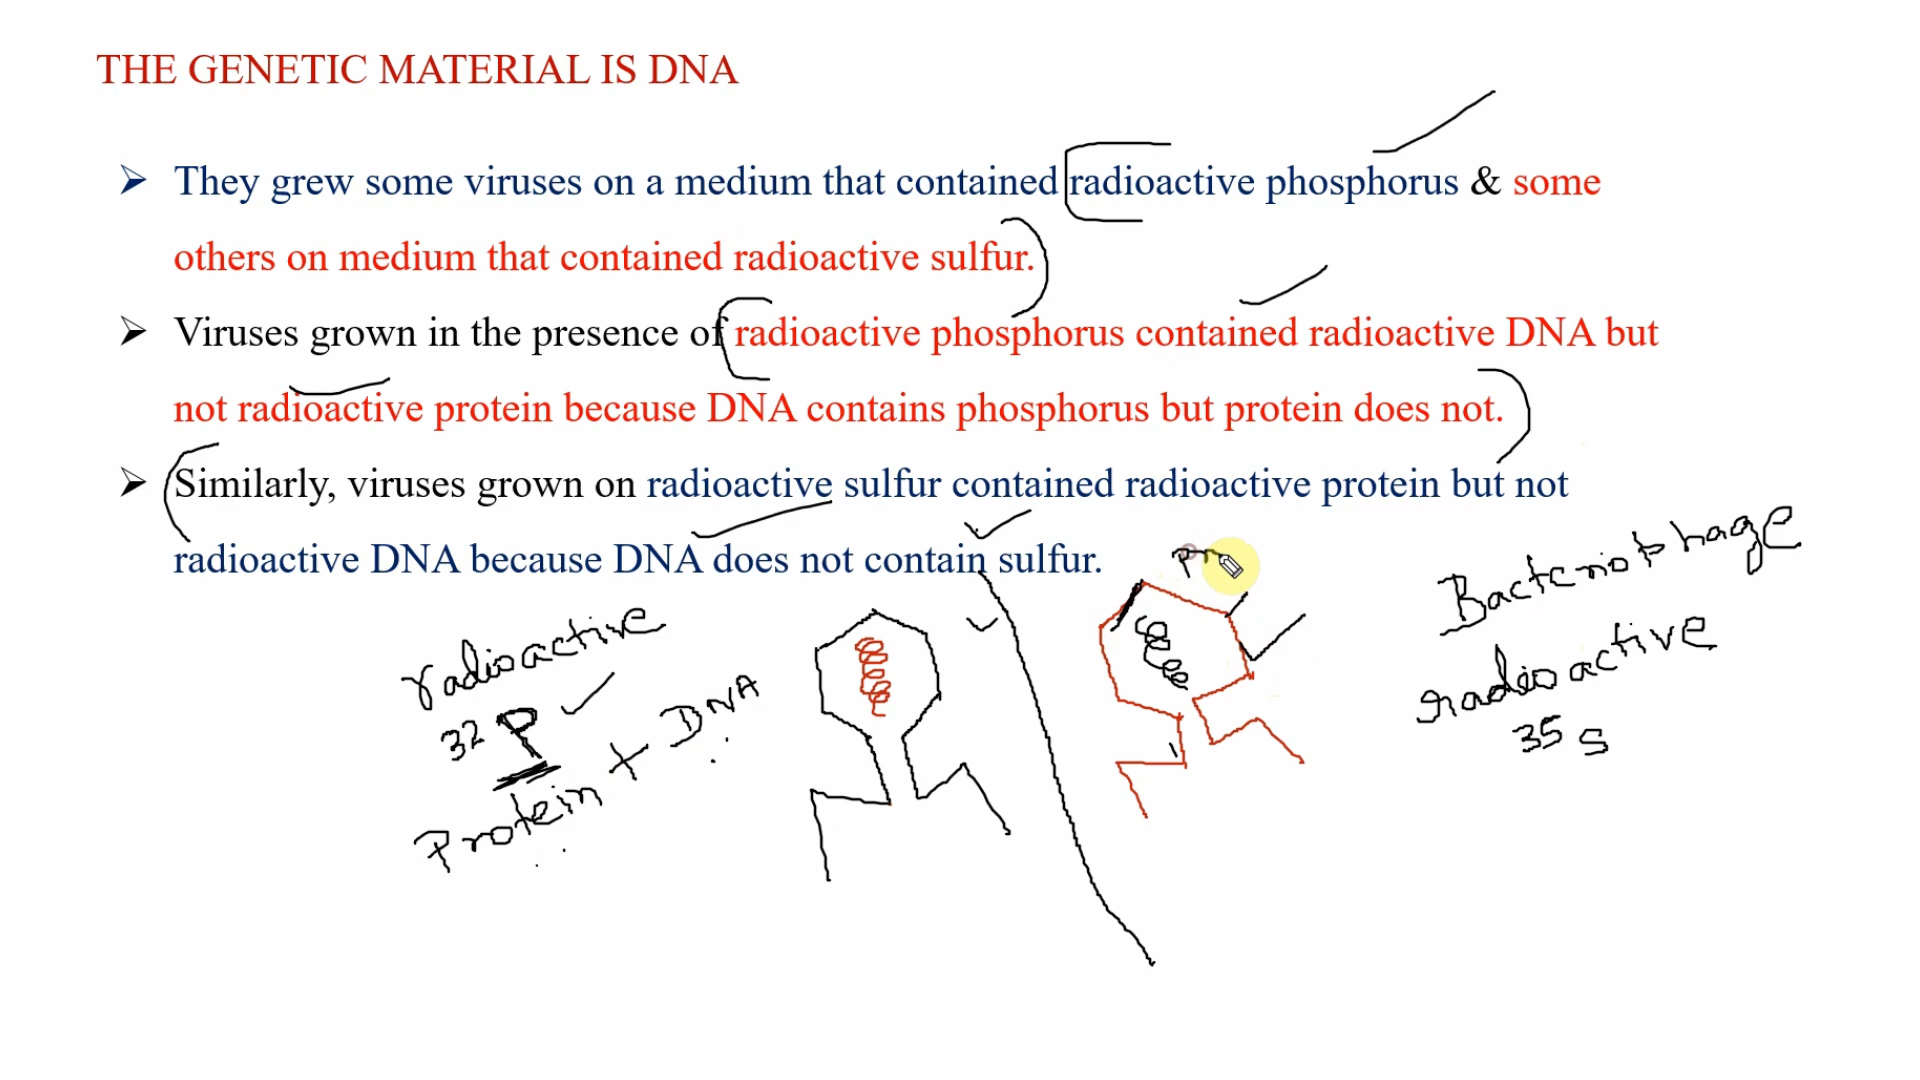 THE GENETIC MATERIAL IS DNA
They grew some viruses on a medium that contained radioactive phosphorus & some
others on medium that contained radioactive sulfur.
Viruses grown in the presence of radioactive phosphorus contained radioactive DNA but
not radioactive protein because DNA contains phosphorus but protein does not.
Similarly, viruses grown on radioactive sulfur contained radioactive protein but not
radioactive DNA because DNA does not contain sulfur.
radioactive
32 P
Protein + DNA
radioactive
35 S